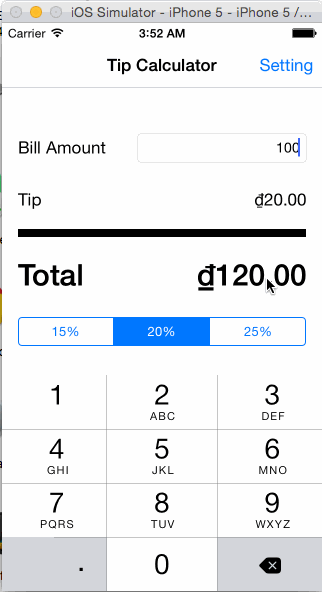 iOS Simulator - iPhone 5 - iPhone 5 /...
Carrier 3:52 AM
Tip Calculator Setting
Bill Amount 100
Tip ₫20.00
Total ₫120.00
15% 20% 25%
1 2 3
ABC DEF
4 5 6
GHI JKL MNO
7 8 9
PQRS TUV WXYZ
. 0